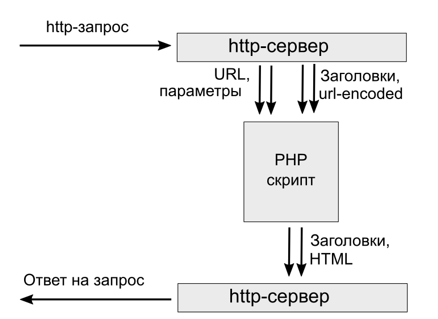 http-запрос
http-сервер
URL,
параметры
Заголовки,
url-encoded
PHP
скрипт
Заголовки,
HTML
Ответ на запрос
http-сервер